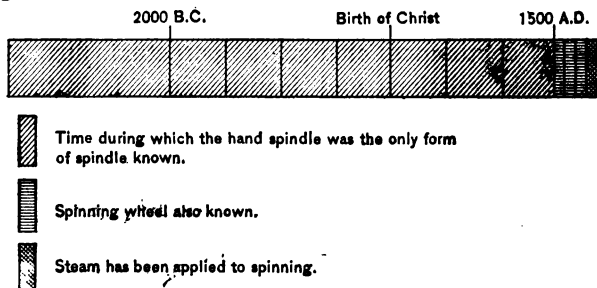 2000 B.C. Birth of Christ 1500 A.D.
Time during which the hand spindle was the only form
of spindle known.
Spinning wheel also known.
Steam has been applied to spinning.